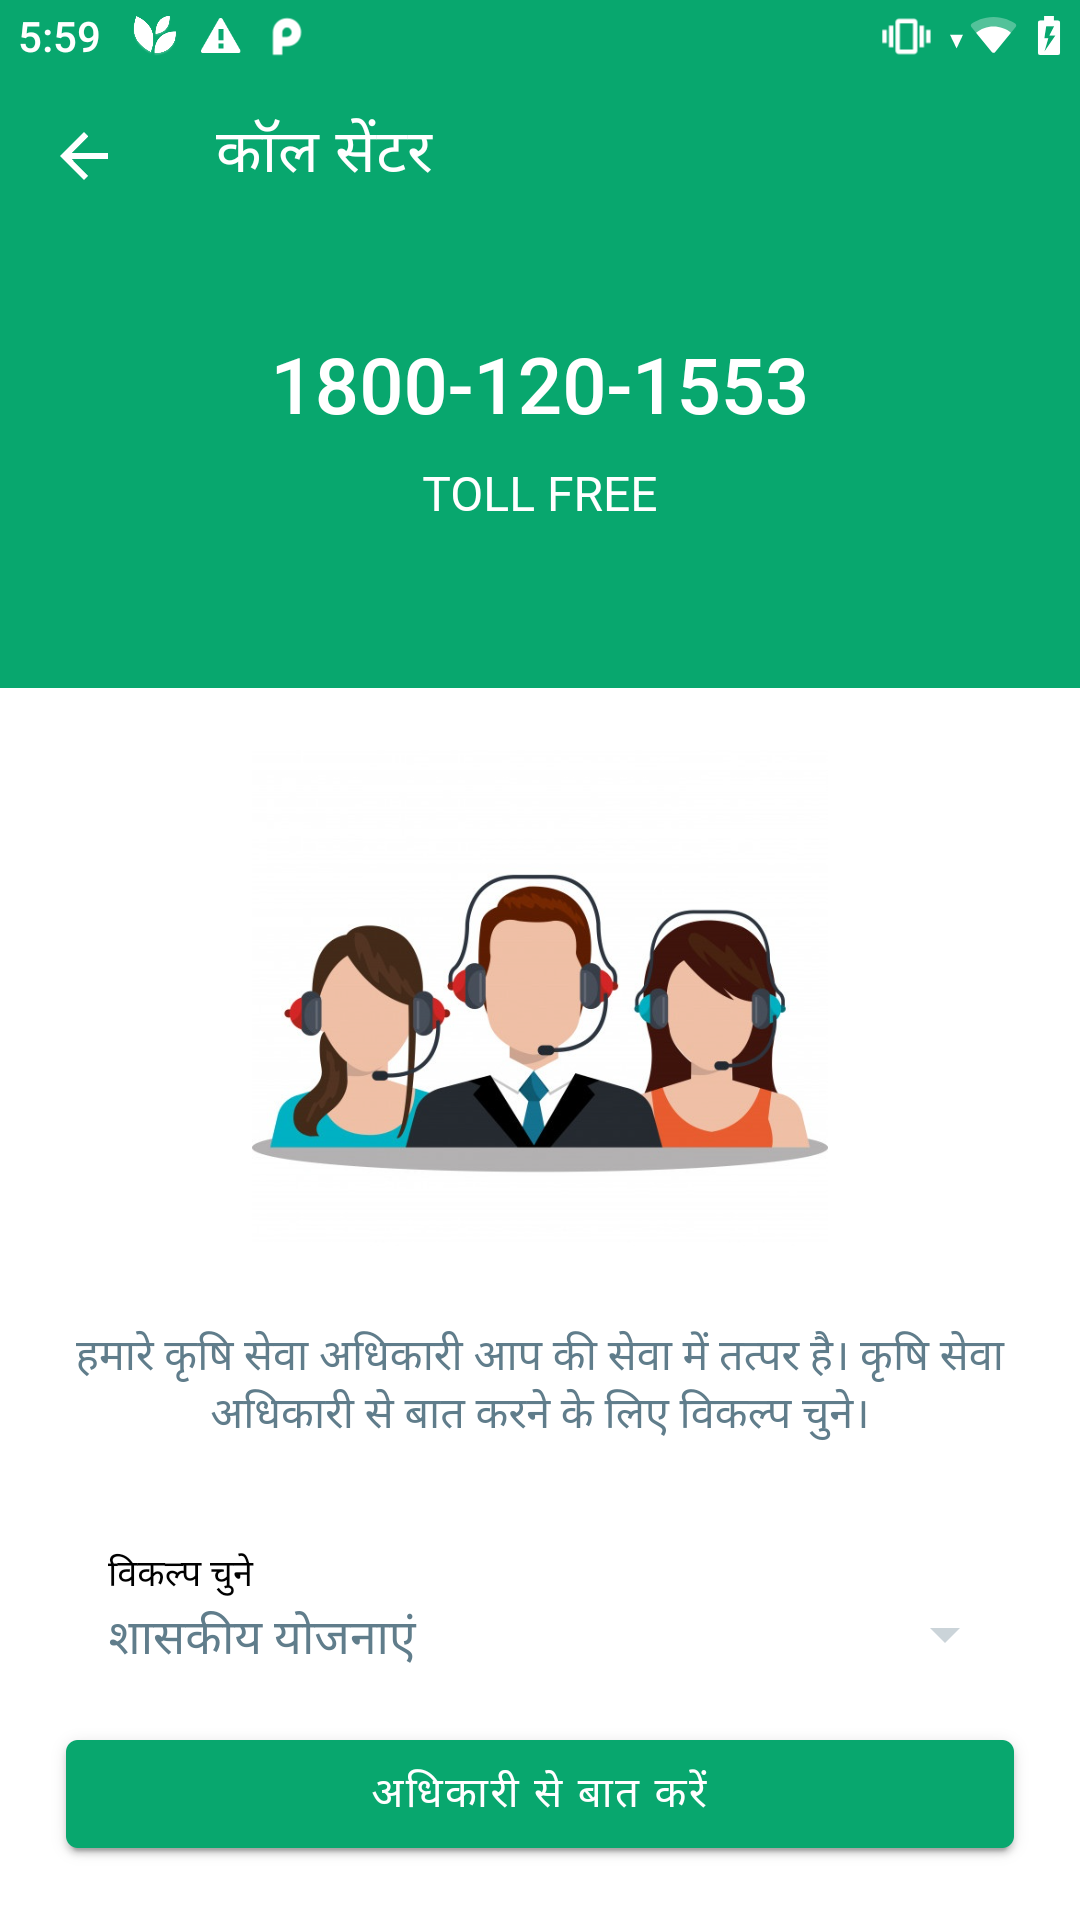 5:59
कॉल सेंटर
1800-120-1553
TOLL FREE
हमारे कृषि सेवा अधिकारी आप की सेवा में तत्पर है। कृषि सेवा
अधिकारी से बात करने के लिए विकल्प चुने।
विकल्प चुने
शासकीय योजनाएं
अधिकारी से बात करें